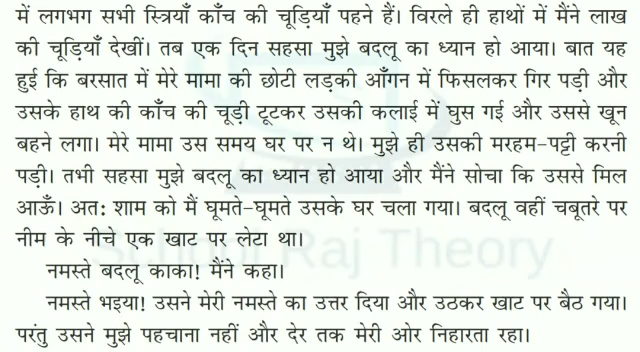 में लगभग सभी स्त्रियाँ काँच की चूड़ियाँ पहने हैं। विरले ही हाथों में मैंने लाख
की चूड़ियाँ देखीं। तब एक दिन सहसा मुझे बदलू का ध्यान हो आया। बात यह
हुई कि बरसात में मेरे मामा की छोटी लड़की आँगन में फिसलकर गिर पड़ी और
उसके हाथ की काँच की चूड़ी टूटकर उसकी कलाई में घुस गई और उससे खून
बहने लगा। मेरे मामा उस समय घर पर न थे। मुझे ही उसकी मरहम-पट्टी करनी
पड़ी। तभी सहसा मुझे बदलू का ध्यान हो आया और मैंने सोचा कि उससे मिल
आऊँ। अतः शाम को मैं घूमते-घूमते उसके घर चला गया। बदलू वहीं चबूतरे पर
नीम के नीचे एक खाट पर लेटा था।
School Raj Theory
नमस्ते बदलू काका! मैंने कहा।
नमस्ते भइया! उसने मेरी नमस्ते का उत्तर दिया और उठकर खाट पर बैठ गया।
परंतु उसने मुझे पहचाना नहीं और देर तक मेरी ओर निहारता रहा।